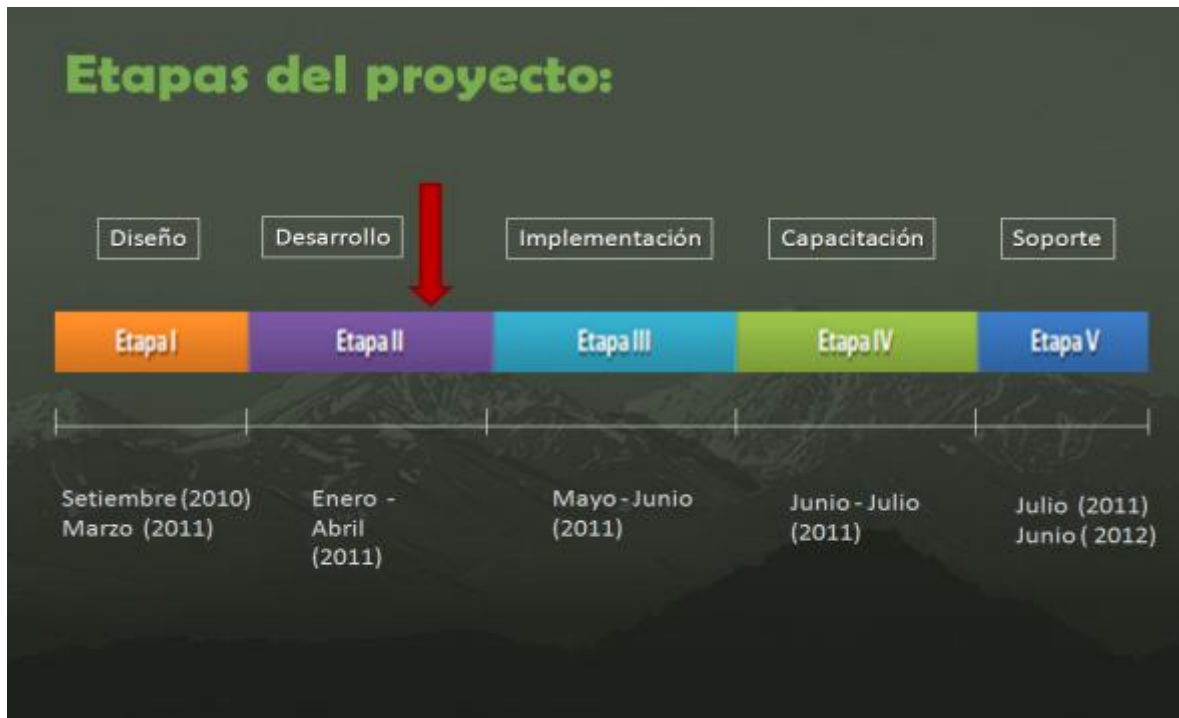 Etapas del proyecto:
Diseño
Desarrollo
Implementación
Capacitación
Soporte
Etapa I
Etapa II
Etapa III
Etapa IV
Etapa V
Setiembre (2010)
Marzo (2011)
Enero -
Abril
(2011)
Mayo - Junio
(2011)
Junio - Julio
(2011)
Julio (2011)
Junio ( 2012)